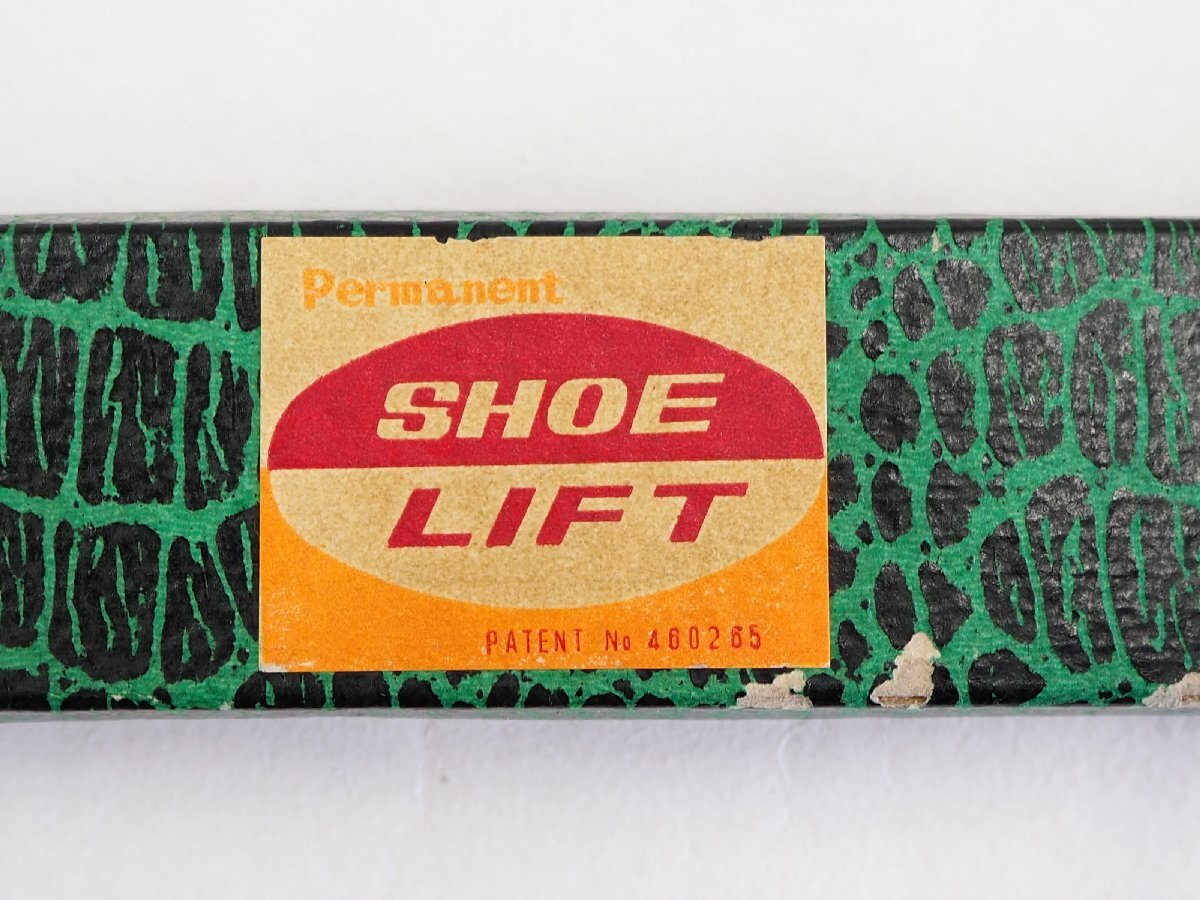 Permanent
SHOE
LIFT
PATENT No 460265